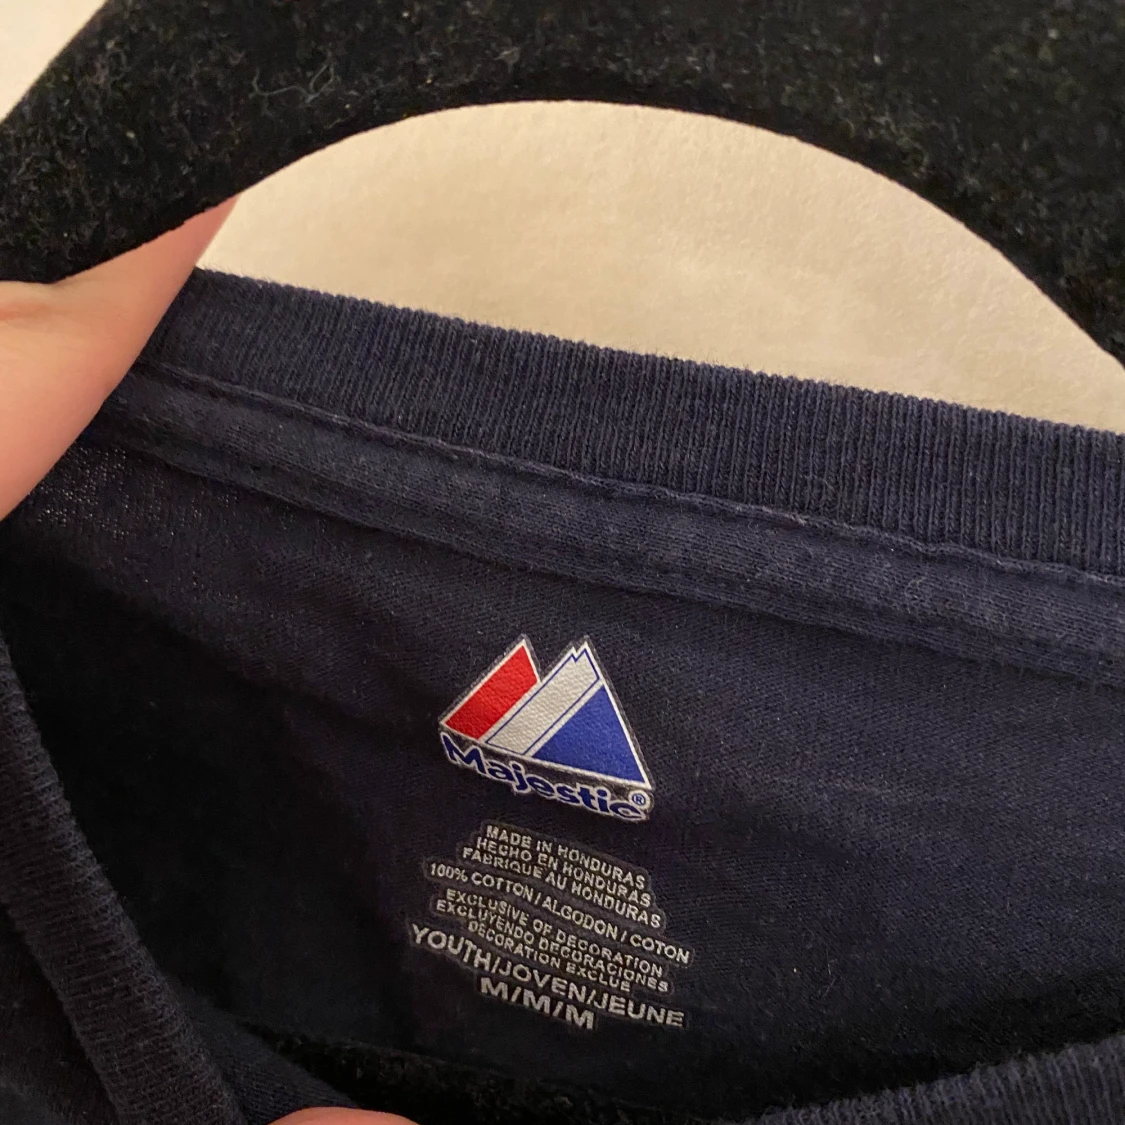 Majestic®
MADE IN HONDURAS
HECHO EN HONDURAS
FABRIQUE AU HONDURAS
100% COTTON / ALGODON / COTON
EXCLUSIVE OF DECORATION
EXCLUYENDO DECORACIONES
DECORATION EXCLUE
YOUTH/JOVEN/JEUNE
M/M/M